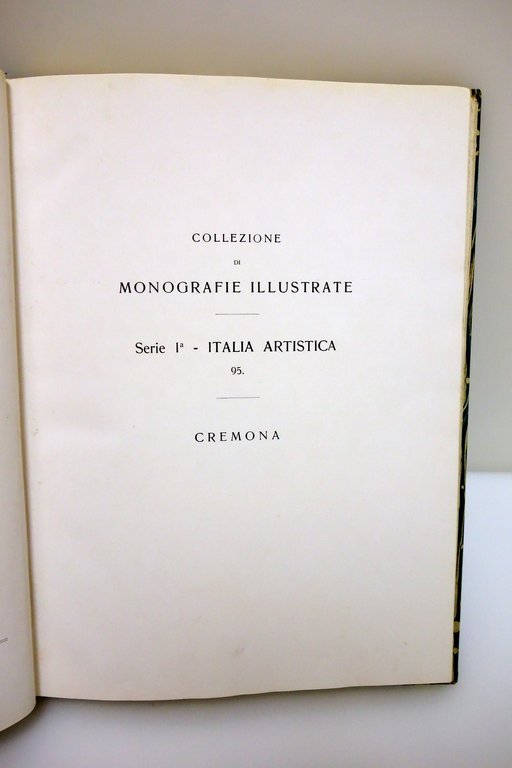 COLLEZIONE
DI
MONOGRAFIE ILLUSTRATE
Serie Iª - ITALIA ARTISTICA
95.
CREMONA